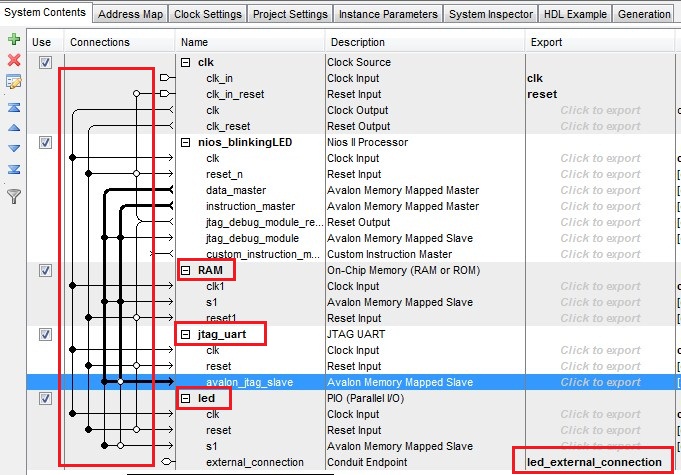 System Contents Address Map Clock Settings Project Settings Instance Parameters System Inspector HDL Example Generation
Use Connections Name Description Export
clk Clock Source
clk_in Clock Input clk
clk_in_reset Reset Input reset
clk Clock Output Click to export
clk_reset Reset Output Click to export
nios_blinkingLED Nios II Processor
clk Clock Input Click to export
reset_n Reset Input Click to export
data_master Avalon Memory Mapped Master Click to export
instruction_master Avalon Memory Mapped Master Click to export
jtag_debug_module_re... Reset Output Click to export
jtag_debug_module Avalon Memory Mapped Slave Click to export
custom_instruction_m... Custom Instruction Master Click to export
RAM On-Chip Memory (RAM or ROM)
clk1 Clock Input Click to export
s1 Avalon Memory Mapped Slave Click to export
reset1 Reset Input Click to export
jtag_uart JTAG UART
clk Clock Input Click to export
reset Reset Input Click to export
avalon_jtag_slave Avalon Memory Mapped Slave Click to export
led PIO (Parallel I/O)
clk Clock Input Click to export
reset Reset Input Click to export
s1 Avalon Memory Mapped Slave Click to export
external_connection Conduit Endpoint led_external_connection